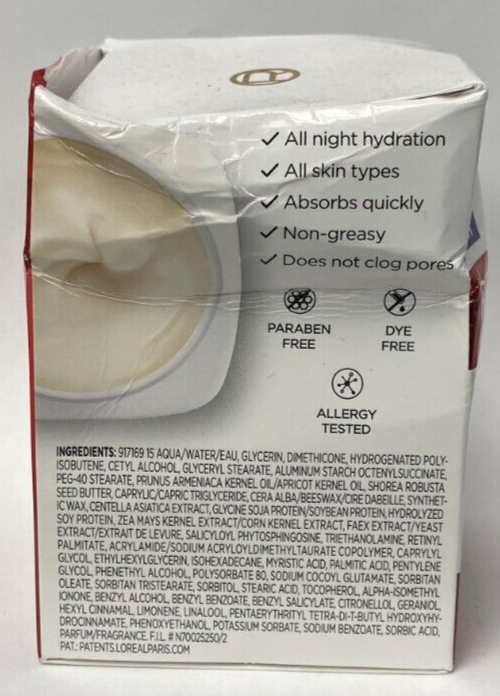 All night hydration
All skin types
Absorbs quickly
Non-greasy
Does not clog pores
PARABEN
FREE
DYE
FREE
ALLERGY
TESTED
INGREDIENTS: 917169 15 AQUA/WATER/EAU, GLYCERIN, DIMETHICONE, HYDROGENATED POLY-
ISOBUTENE, CETYL ALCOHOL, GLYCERYL STEARATE, ALUMINUM STARCH OCTENYLSUCCINATE,
PEG-40 STEARATE, PRUNUS ARMENIACA KERNEL OIL/APRICOT KERNEL OIL, SHOREA ROBUSTA
SEED BUTTER, CAPRYLIC/CAPRIC TRIGLYCERIDE, CERA ALBA/BEESWAX/CIRE DABEILLE, SYNTHET-
IC WAX, CENTELLA ASIATICA EXTRACT, GLYCINE SOJA PROTEIN/SOYBEAN PROTEIN, HYDROLYZED
SOY PROTEIN, ZEA MAYS KERNEL EXTRACT/CORN KERNEL EXTRACT, FAEX EXTRACT/YEAST
EXTRACT/EXTRAIT DE LEVURE, SALICYLOYL PHYTOSPHINGOSINE, TRIETHANOLAMINE, RETINYL
PALMITATE, ACRYLAMIDE/SODIUM ACRYLOYLDIMETHYLTAURATE COPOLYMER, CAPRYLYL
GLYCOL, ETHYLHEXYLGLYCERIN, ISOHEXADECANE, MYRISTIC ACID, PALMITIC ACID, PENTYLENE
GLYCOL, PHENETHYL ALCOHOL, POLYSORBATE 80, SODIUM COCOYL GLUTAMATE, SORBITAN
OLEATE, SORBITAN TRISTEARATE, SORBITOL, STEARIC ACID, TOCOPHEROL, ALPHA-ISOMETHYL
IONONE, BENZYL ALCOHOL, BENZYL BENZOATE, BENZYL SALICYLATE, CITRONELLOL, GERANIOL,
HEXYL CINNAMAL, LIMONENE, LINALOOL, PENTAERYTHRITYL TETRA-DI-T-BUTYL HYDROXYHY-
DROCINNAMATE, PHENOXYETHANOL, POTASSIUM SORBATE, SODIUM BENZOATE, SORBIC ACID,
PARFUM/FRAGRANCE. F.I.L. # N70025250/2
PAT.: PATENTS.LOREALPARIS.COM